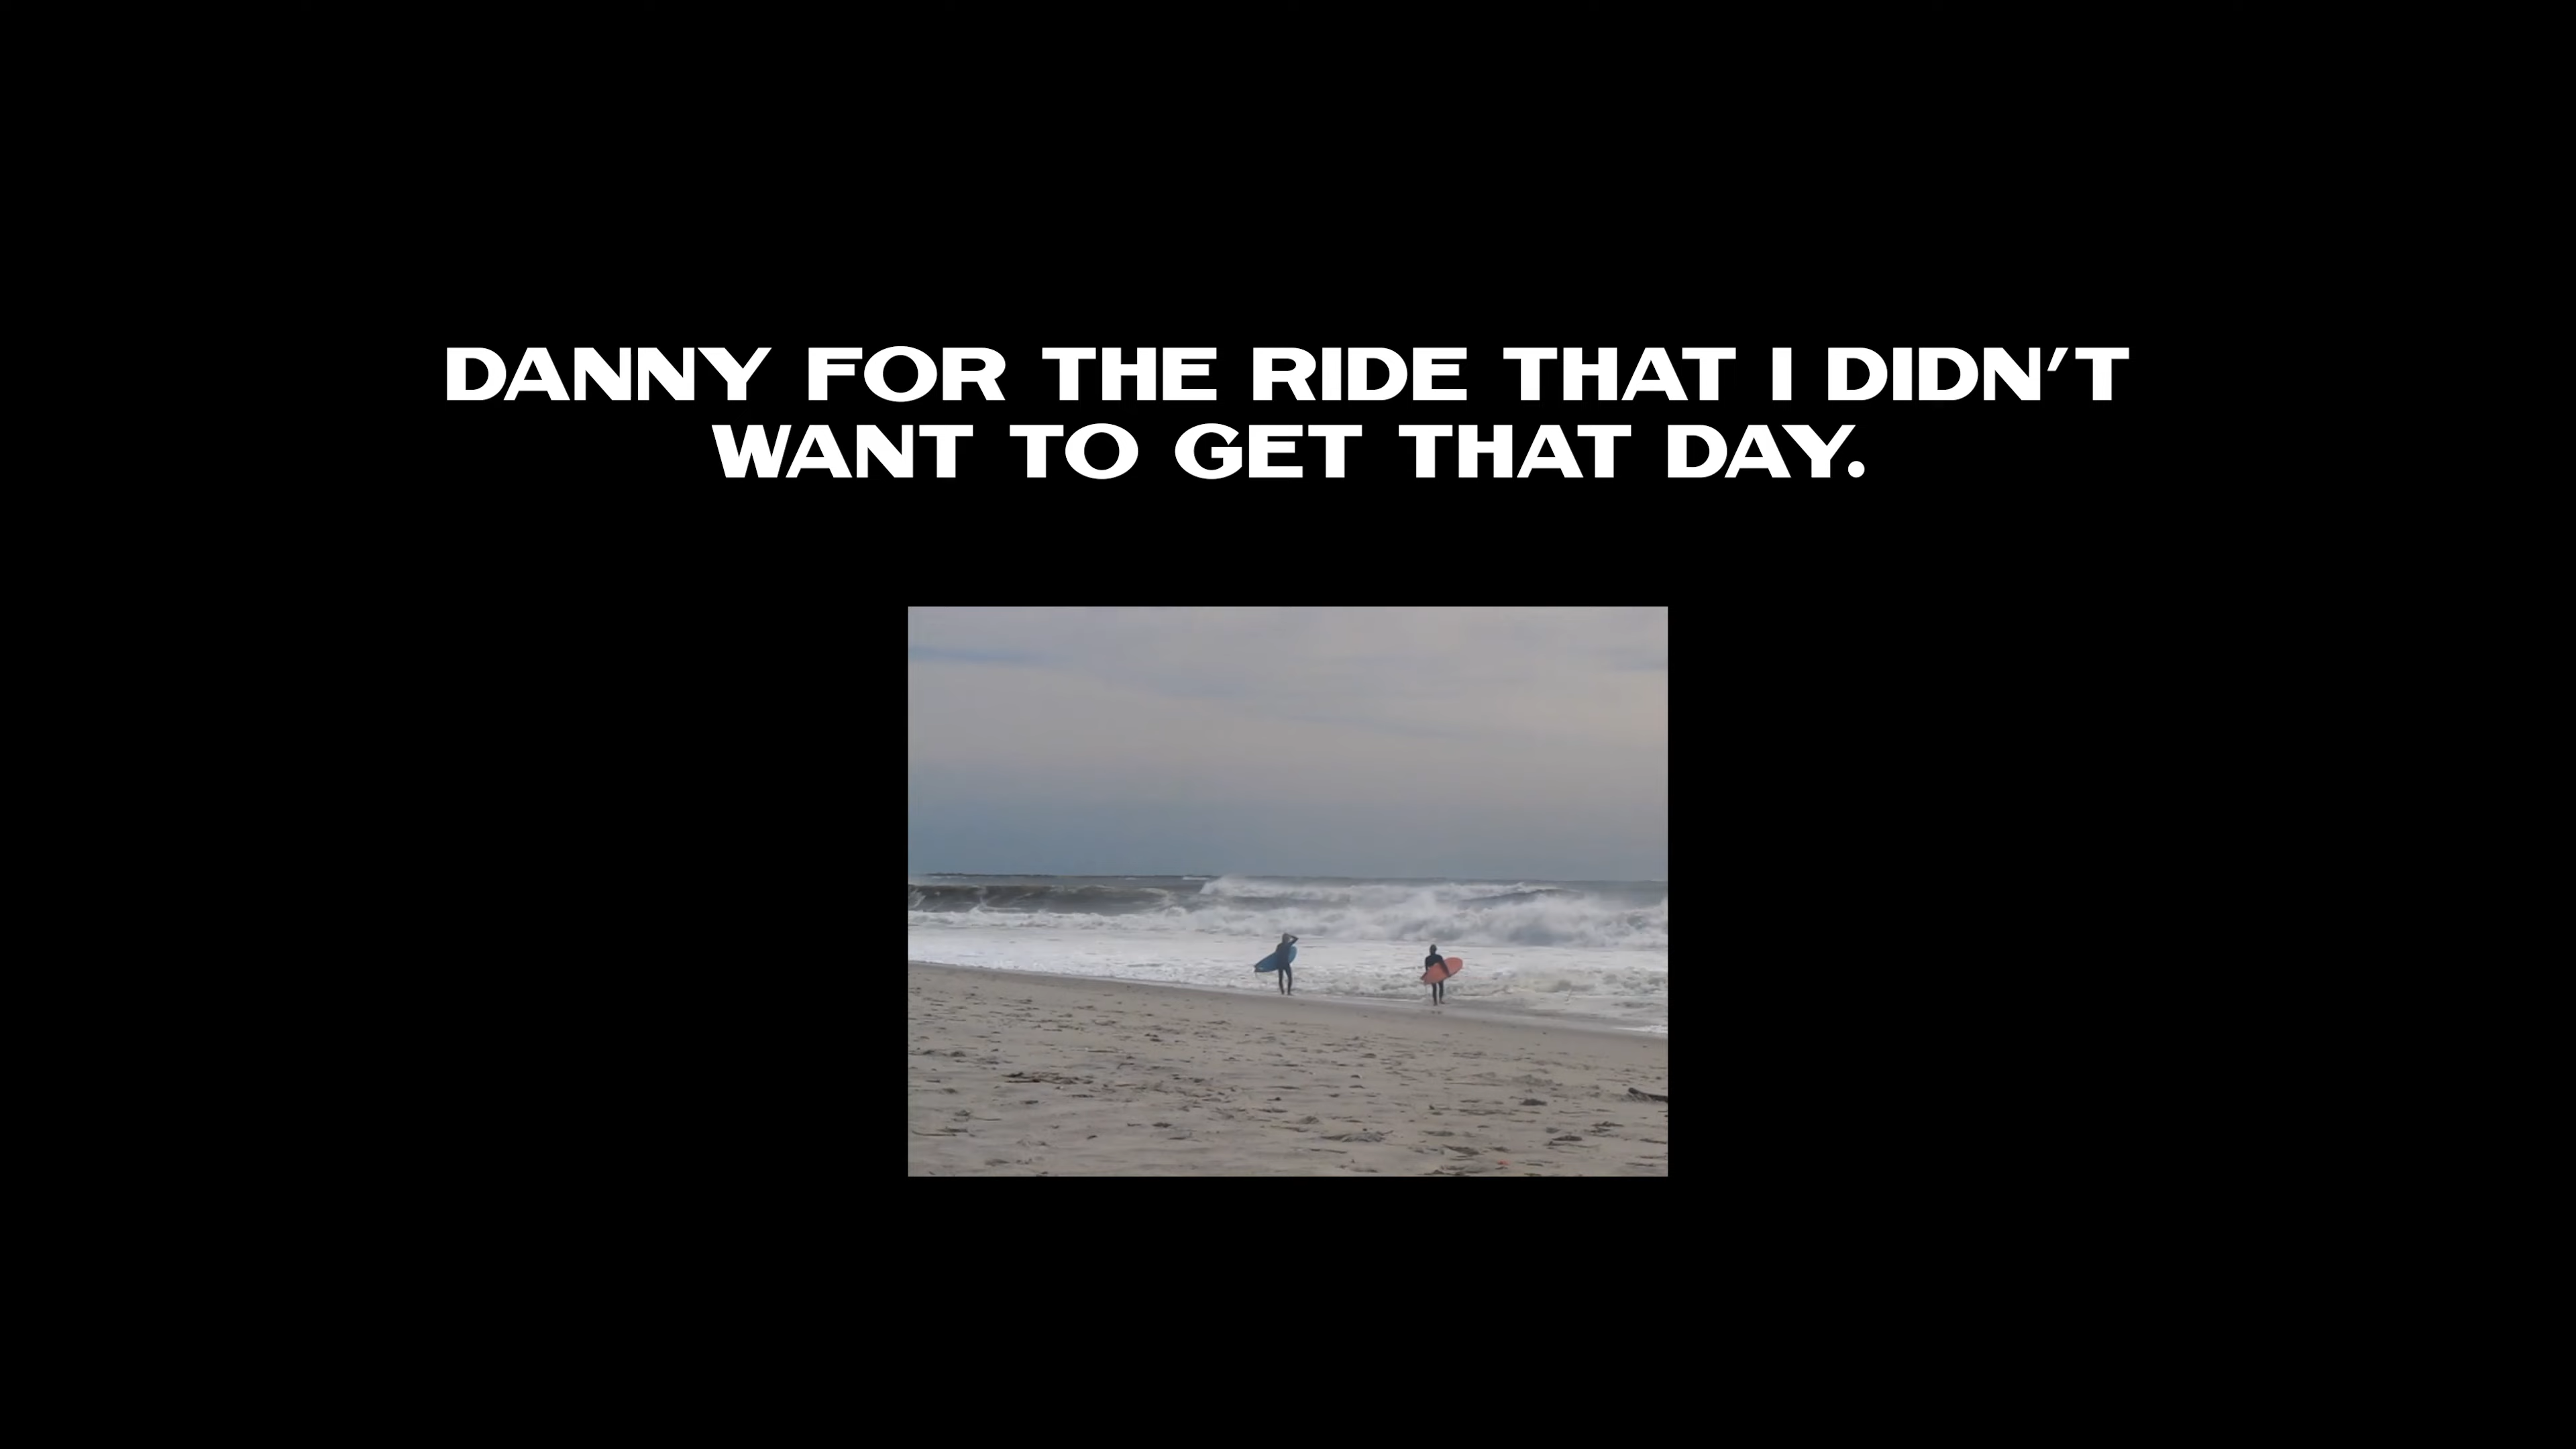 DANNY FOR THE RIDE THAT I DIDN'T
WANT TO GET THAT DAY.